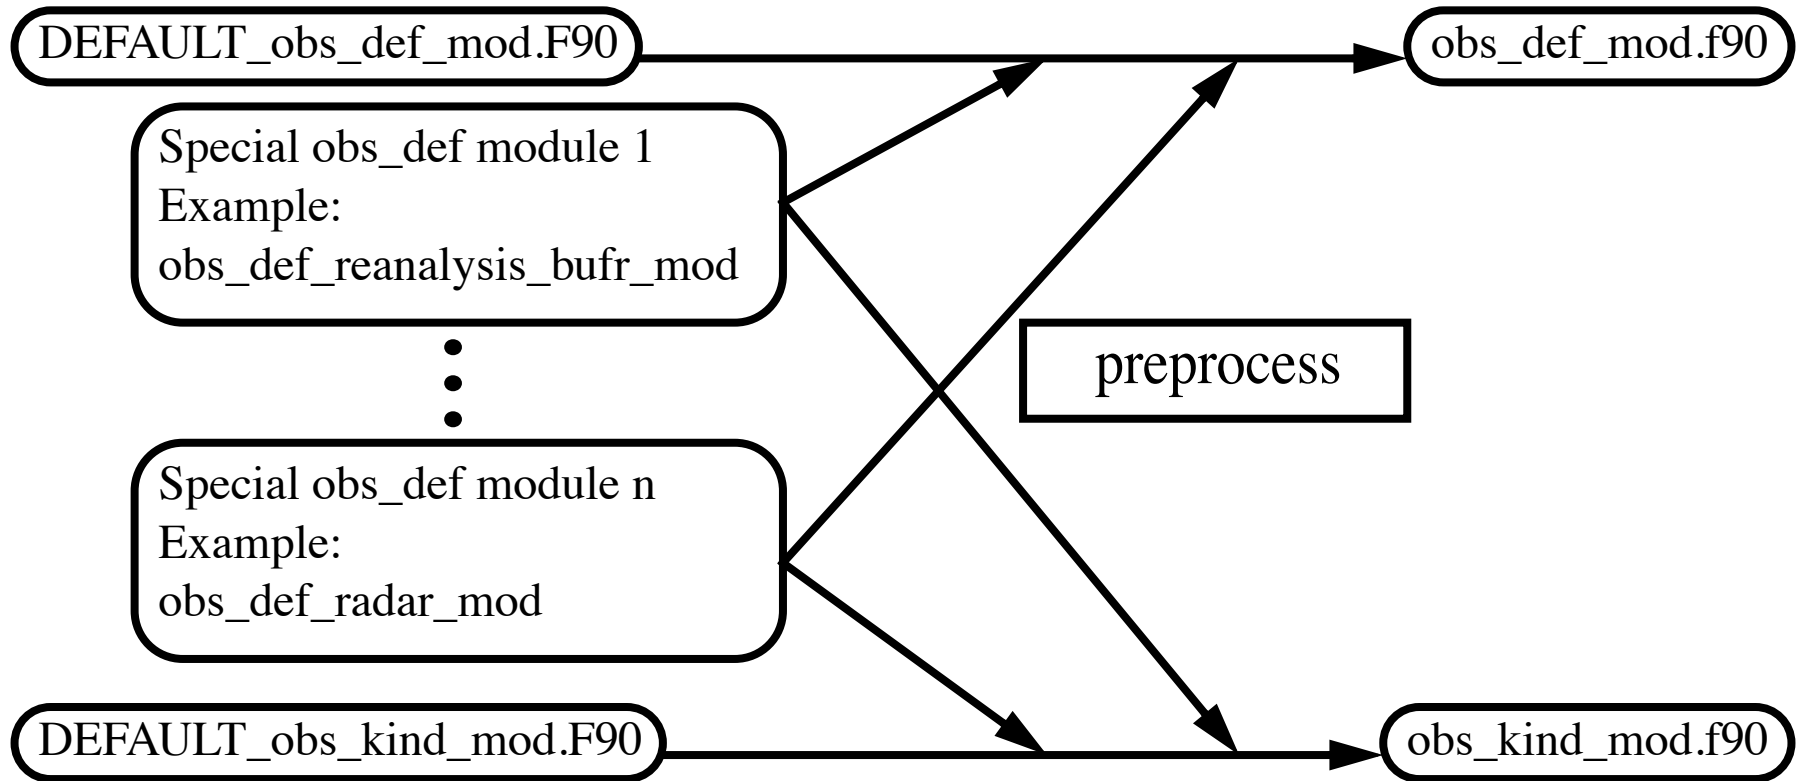 DEFAULT_obs_def_mod.F90
obs_def_mod.f90
Special obs_def module 1
Example:
obs_def_reanalysis_bufr_mod
preprocess
Special obs_def module n
Example:
obs_def_radar_mod
DEFAULT_obs_kind_mod.F90
obs_kind_mod.f90